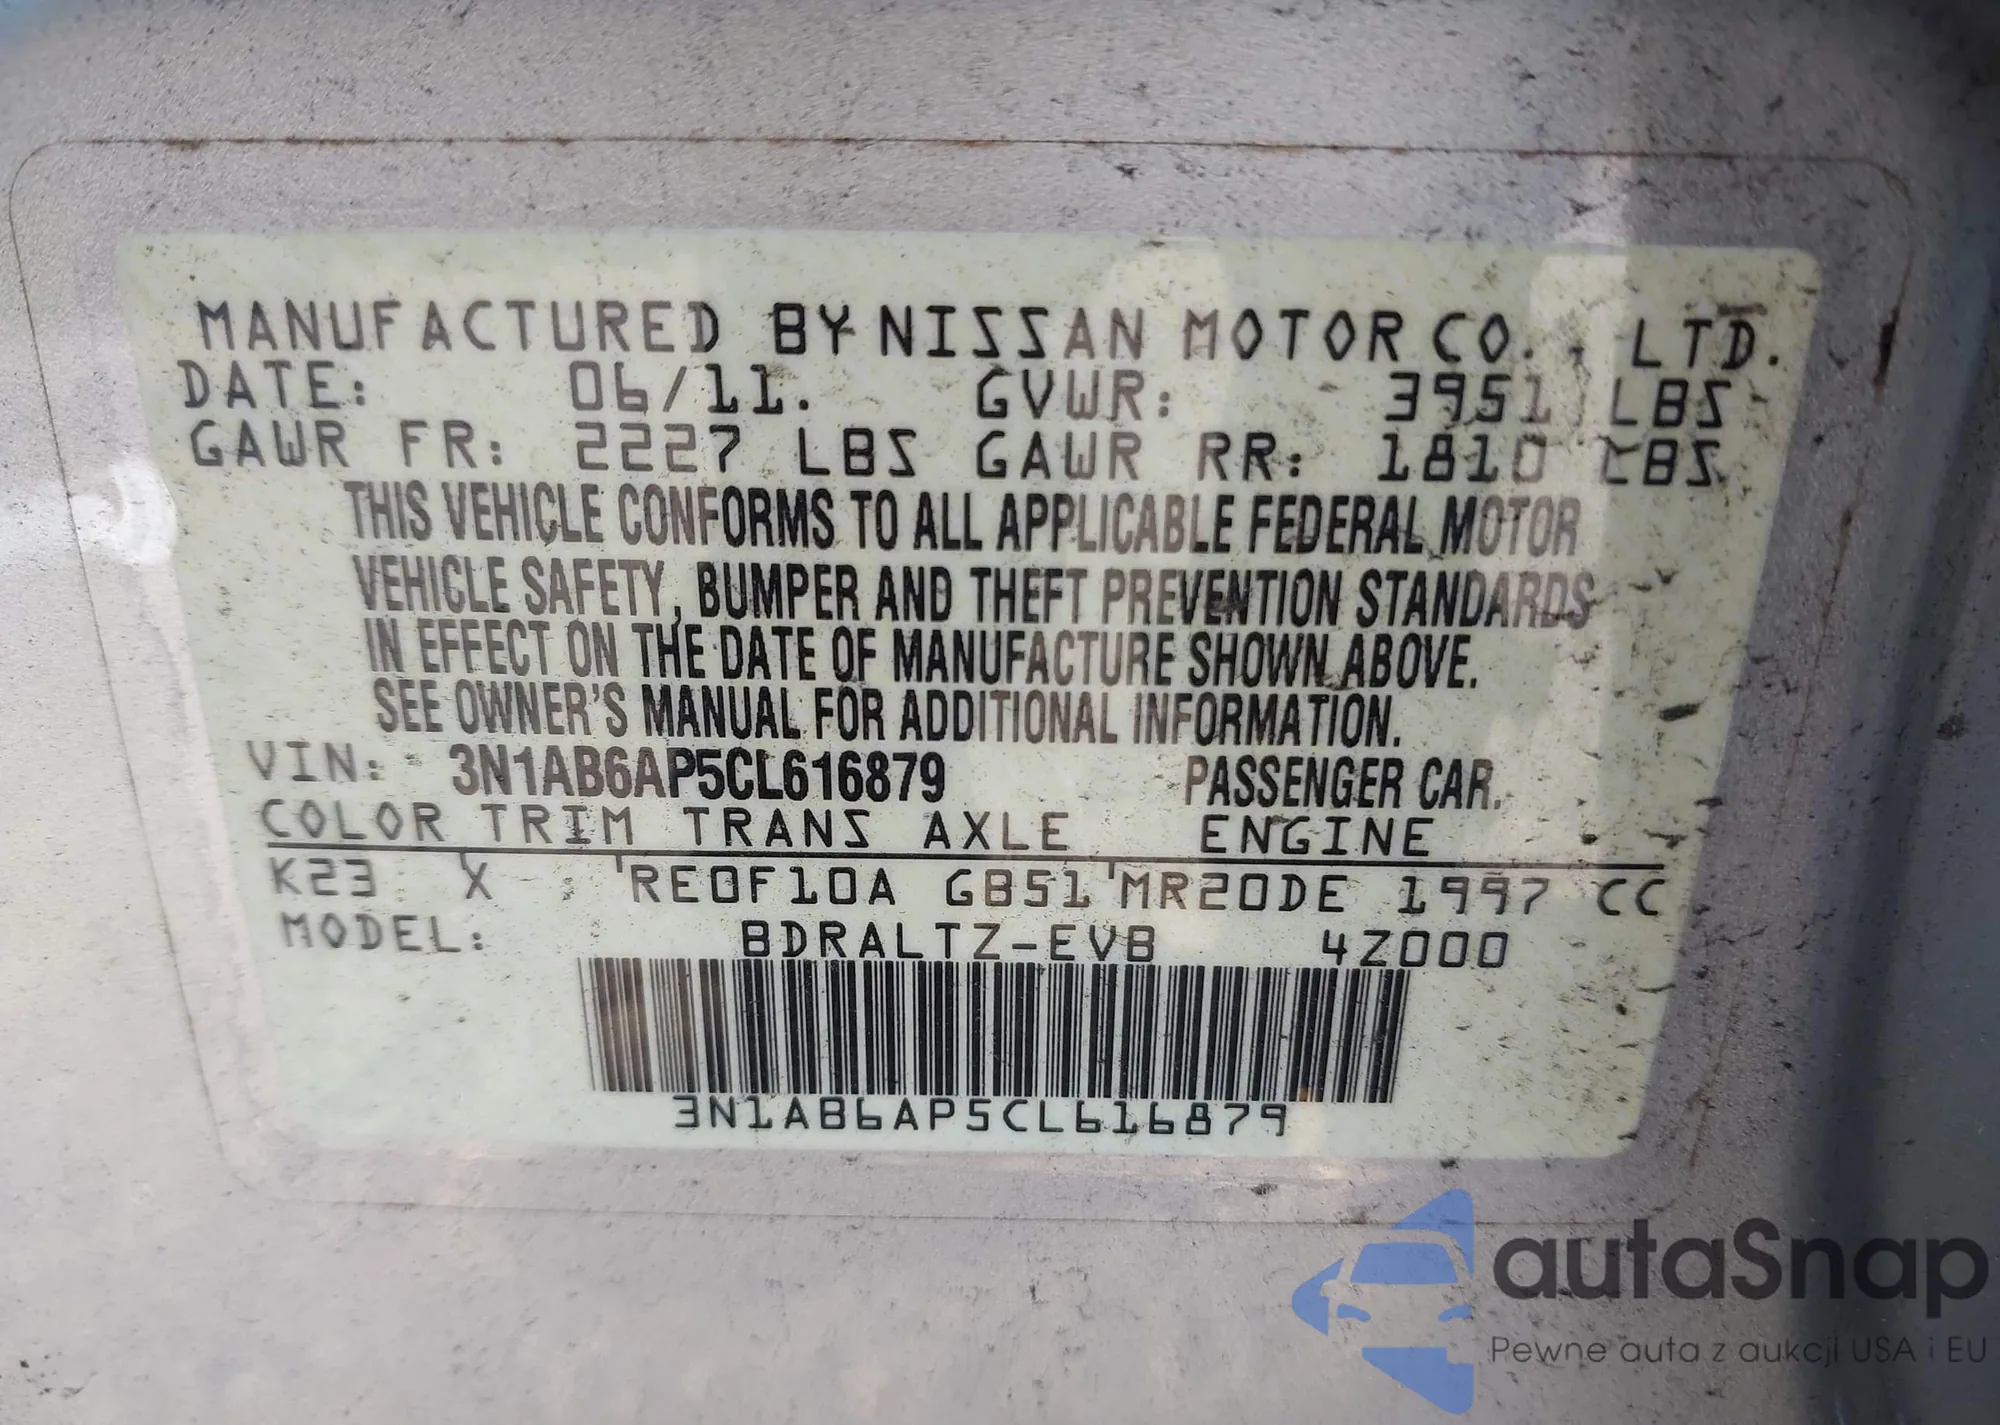 MANUFACTURED BY NISSAN MOTOR CO., LTD.
DATE: 06/11. GVWR: 3951 LBS
GAWR FR: 2227 LBS GAWR RR: 1810 LBS
THIS VEHICLE CONFORMS TO ALL APPLICABLE FEDERAL MOTOR
VEHICLE SAFETY, BUMPER AND THEFT PREVENTION STANDARDS
IN EFFECT ON THE DATE OF MANUFACTURE SHOWN ABOVE.
SEE OWNER'S MANUAL FOR ADDITIONAL INFORMATION.
VIN: 3N1AB6AP5CL616879 PASSENGER CAR.
COLOR TRIM TRANS AXLE ENGINE
K23 X 'RE0F10A GB51'MR20DE 1997 CC
MODEL: BDRALTZ-EVB 4Z000
3N1AB6AP5CL616879
autaSnap
Pewne auta z aukcji USA i EU